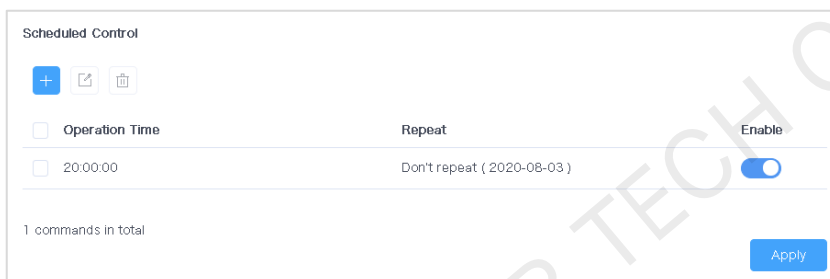 Scheduled Control
Operation Time Repeat Enable
20:00:00 Don't repeat ( 2020-08-03 )
1 commands in total
Apply
TECH